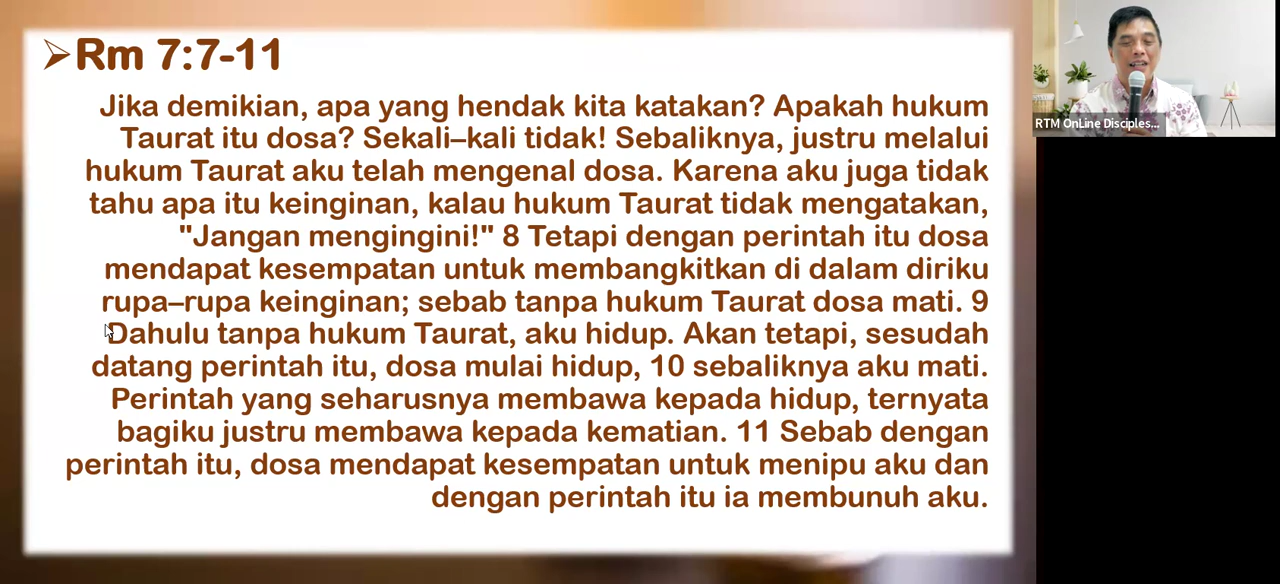 ➢Rm 7:7-11
Jika demikian, apa yang hendak kita katakan? Apakah hukum
Taurat itu dosa? Sekali–kali tidak! Sebaliknya, justru melalui
hukum Taurat aku telah mengenal dosa. Karena aku juga tidak
tahu apa itu keinginan, kalau hukum Taurat tidak mengatakan,
"Jangan mengingini!" 8 Tetapi dengan perintah itu dosa
mendapat kesempatan untuk membangkitkan di dalam diriku
rupa–rupa keinginan; sebab tanpa hukum Taurat dosa mati. 9
Dahulu tanpa hukum Taurat, aku hidup. Akan tetapi, sesudah
datang perintah itu, dosa mulai hidup, 10 sebaliknya aku mati.
Perintah yang seharusnya membawa kepada hidup, ternyata
bagiku justru membawa kepada kematian. 11 Sebab dengan
perintah itu, dosa mendapat kesempatan untuk menipu aku dan
dengan perintah itu ia membunuh aku.
RTM OnLine Disciples...